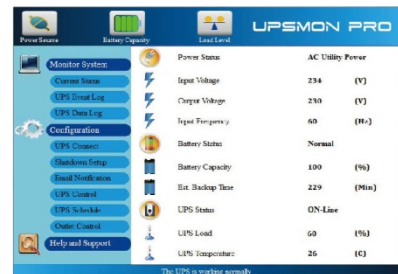 UPSMON PRO
Power Source
Battery Capacity
Load Level
Monitor System
Current Status
UPS Event Log
UPS Data Log
Configuration
UPS Connect
Shutdown Setup
Email Notification
UPS Control
UPS Schedule
Outlet Control
Help and Support
Power Status AC Utility Power
Input Voltage 234 (V)
Output Voltage 230 (V)
Input Frequency 60 (Hz)
Battery Status Normal
Battery Capacity 100 (%)
Est. Backup Time 229 (Min)
UPS Status ON-Line
UPS Load 60 (%)
UPS Temperature 26 (C)
The UPS is working normally